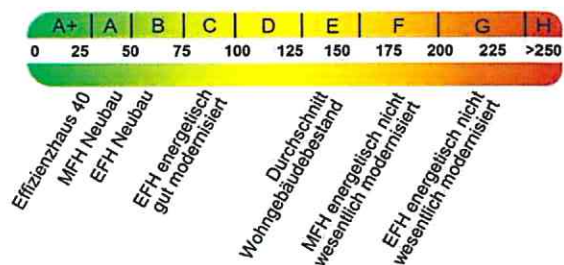 A+ A B C D E F G H
0 25 50 75 100 125 150 175 200 225 >250
Effizienzhaus 40
MFH Neubau
EFH Neubau
EFH energetisch
gut modernisiert
Durchschnitt
Wohngebäudebestand
MFH energetisch nicht
wesentlich modernisiert
EFH energetisch nicht
wesentlich modernisiert